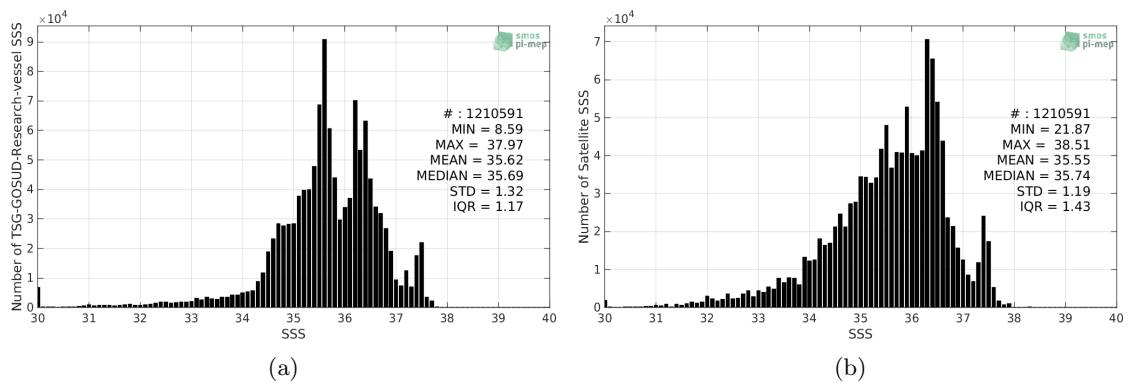 ×10⁴
9
8
7
6
5
4
3
2
1
0
Number of TSG-GOSUD-Research-vessel SSS
smos
pi-mep
# : 1210591
MIN = 8.59
MAX = 37.97
MEAN = 35.62
MEDIAN = 35.69
STD = 1.32
IQR = 1.17
30 31 32 33 34 35 36 37 38 39 40
SSS
(a)
×10⁴
7
6
5
4
3
2
1
0
Number of Satellite SSS
smos
pi-mep
# : 1210591
MIN = 21.87
MAX = 38.51
MEAN = 35.55
MEDIAN = 35.74
STD = 1.19
IQR = 1.43
30 31 32 33 34 35 36 37 38 39 40
SSS
(b)